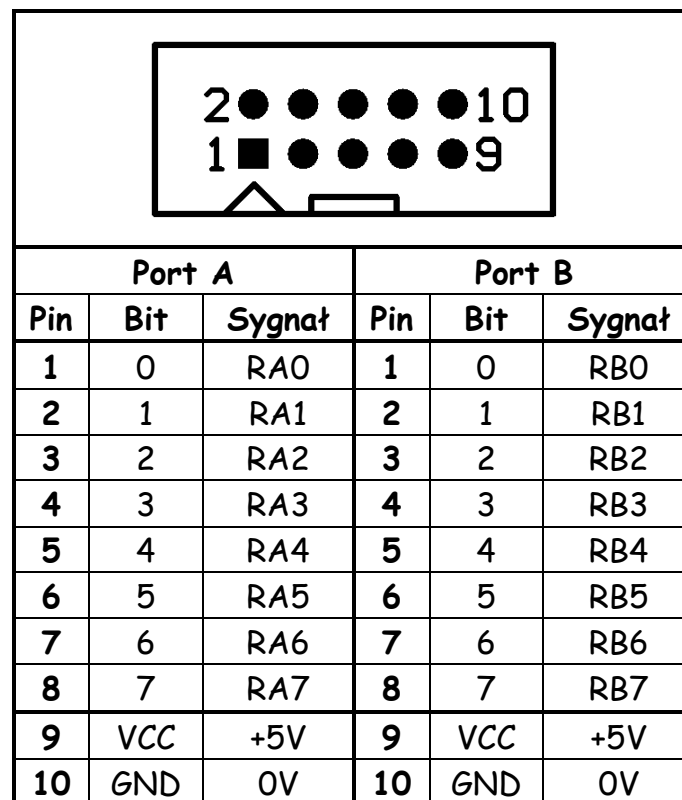 2 10
1 9
Port A Port B
Pin Bit Sygnał Pin Bit Sygnał
1 0 RA0 1 0 RB0
2 1 RA1 2 1 RB1
3 2 RA2 3 2 RB2
4 3 RA3 4 3 RB3
5 4 RA4 5 4 RB4
6 5 RA5 6 5 RB5
7 6 RA6 7 6 RB6
8 7 RA7 8 7 RB7
9 VCC +5V 9 VCC +5V
10 GND 0V 10 GND 0V